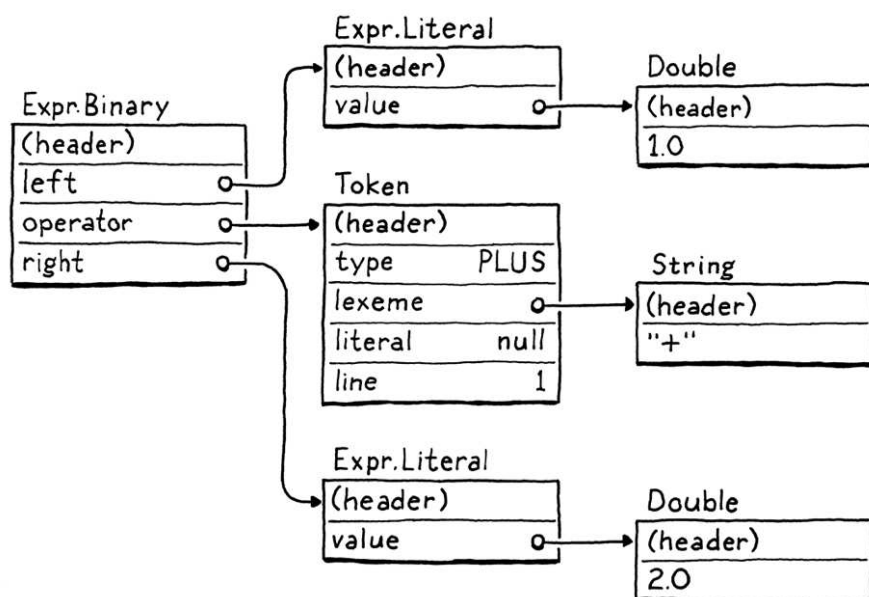 Expr.Binary
(header)
left
operator
right
Expr.Literal
(header)
value
Double
(header)
1.0
Token
(header)
type PLUS
lexeme
literal null
line 1
String
(header)
"+"
Expr.Literal
(header)
value
Double
(header)
2.0